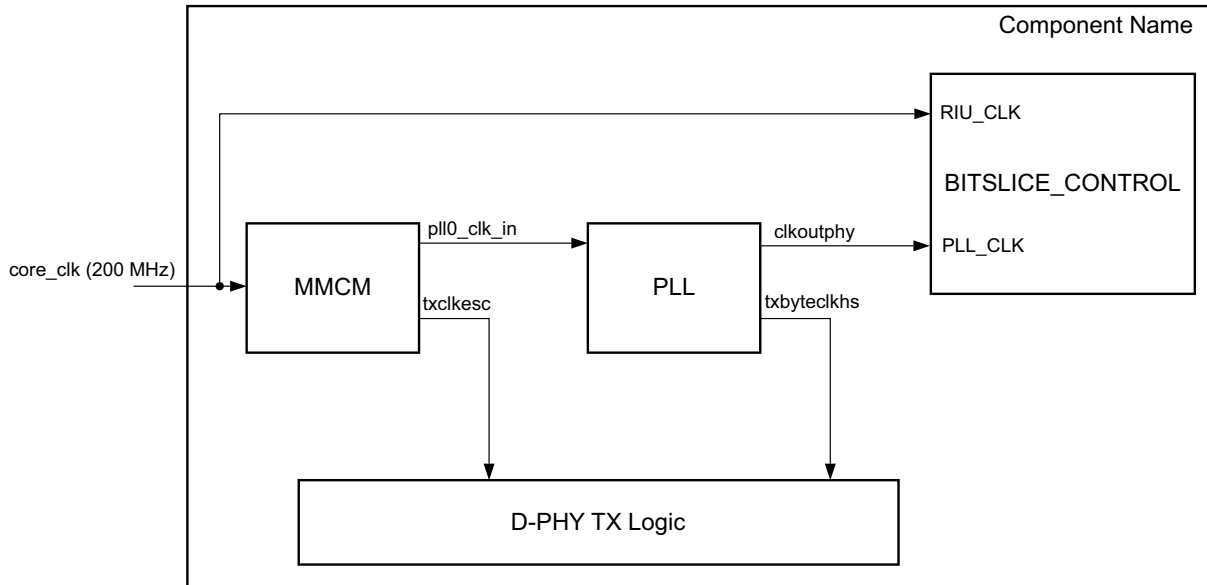 Component Name
RIU_CLK
BITSLICE_CONTROL
pll0_clk_in
clkoutphy
PLL_CLK
core_clk (200 MHz)
MMCM
PLL
txclkesc
txbyteclkhs
D-PHY TX Logic